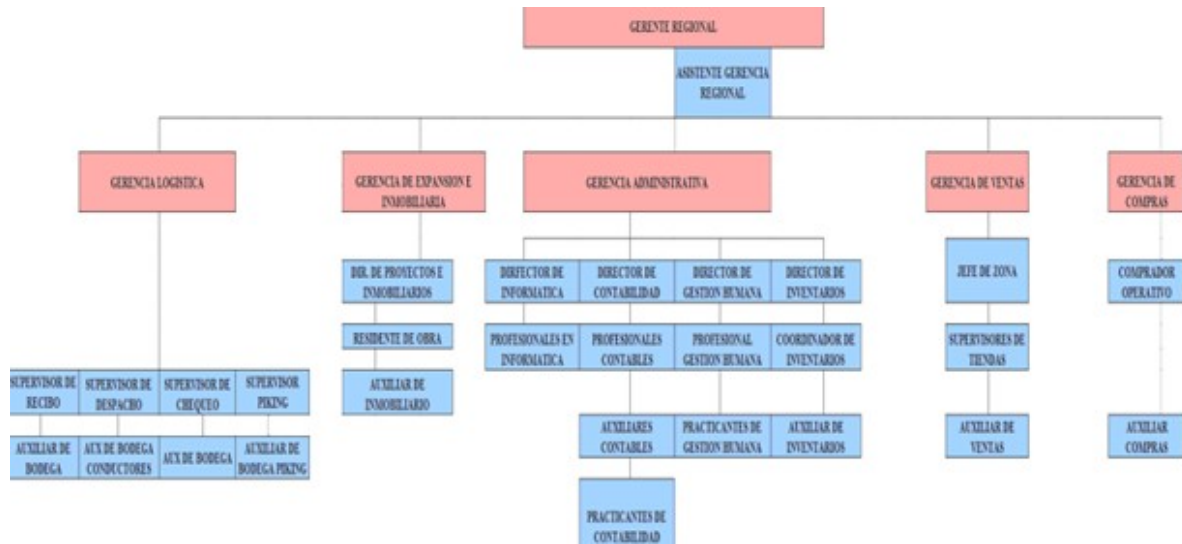 GERENTE REGIONAL
ASISTENTE GERENCIA
REGIONAL
GERENCIA LOGISTICA
GERENCIA DE EXPANSION E
INMOBILIARIA
GERENCIA ADMINISTRATIVA
GERENCIA DE VENTAS
GERENCIA DE
COMPRAS
DIR. DE PROYECTOS E
INMOBILIARIOS
DIRFECTOR DE
INFORMATICA
DIRECTOR DE
CONTABILIDAD
DIRECTOR DE
GESTION HUMANA
DIRECTOR DE
INVENTARIOS
JEFE DE ZONA
COMPRADOR
OPERATIVO
RESIDENTE DE OBRA
PROFESIONALES EN
INFORMATICA
PROFESIONALES
CONTABLES
PROFESIONAL
GESTION HUMANA
COORDINADOR DE
INVENTARIOS
SUPERVISORES DE
TIENDAS
SUPERVISOR DE
RECIBO
SUPERVISOR DE
DESPACHO
SUPERVISOR DE
CHEQUEO
SUPERVISOR
PIKING
AUXILIAR DE
INMOBILIARIO
AUXILIAR DE
BODEGA
AUX DE BODEGA
CONDUCTORES
AUX DE BODEGA
AUXILIAR DE
BODEGA PIKING
AUXILIARES
CONTABLES
PRACTICANTES DE
GESTION HUMANA
AUXILIAR DE
INVENTARIOS
AUXILIAR DE
VENTAS
AUXILIAR
COMPRAS
PRACTICANTES DE
CONTABILIDAD